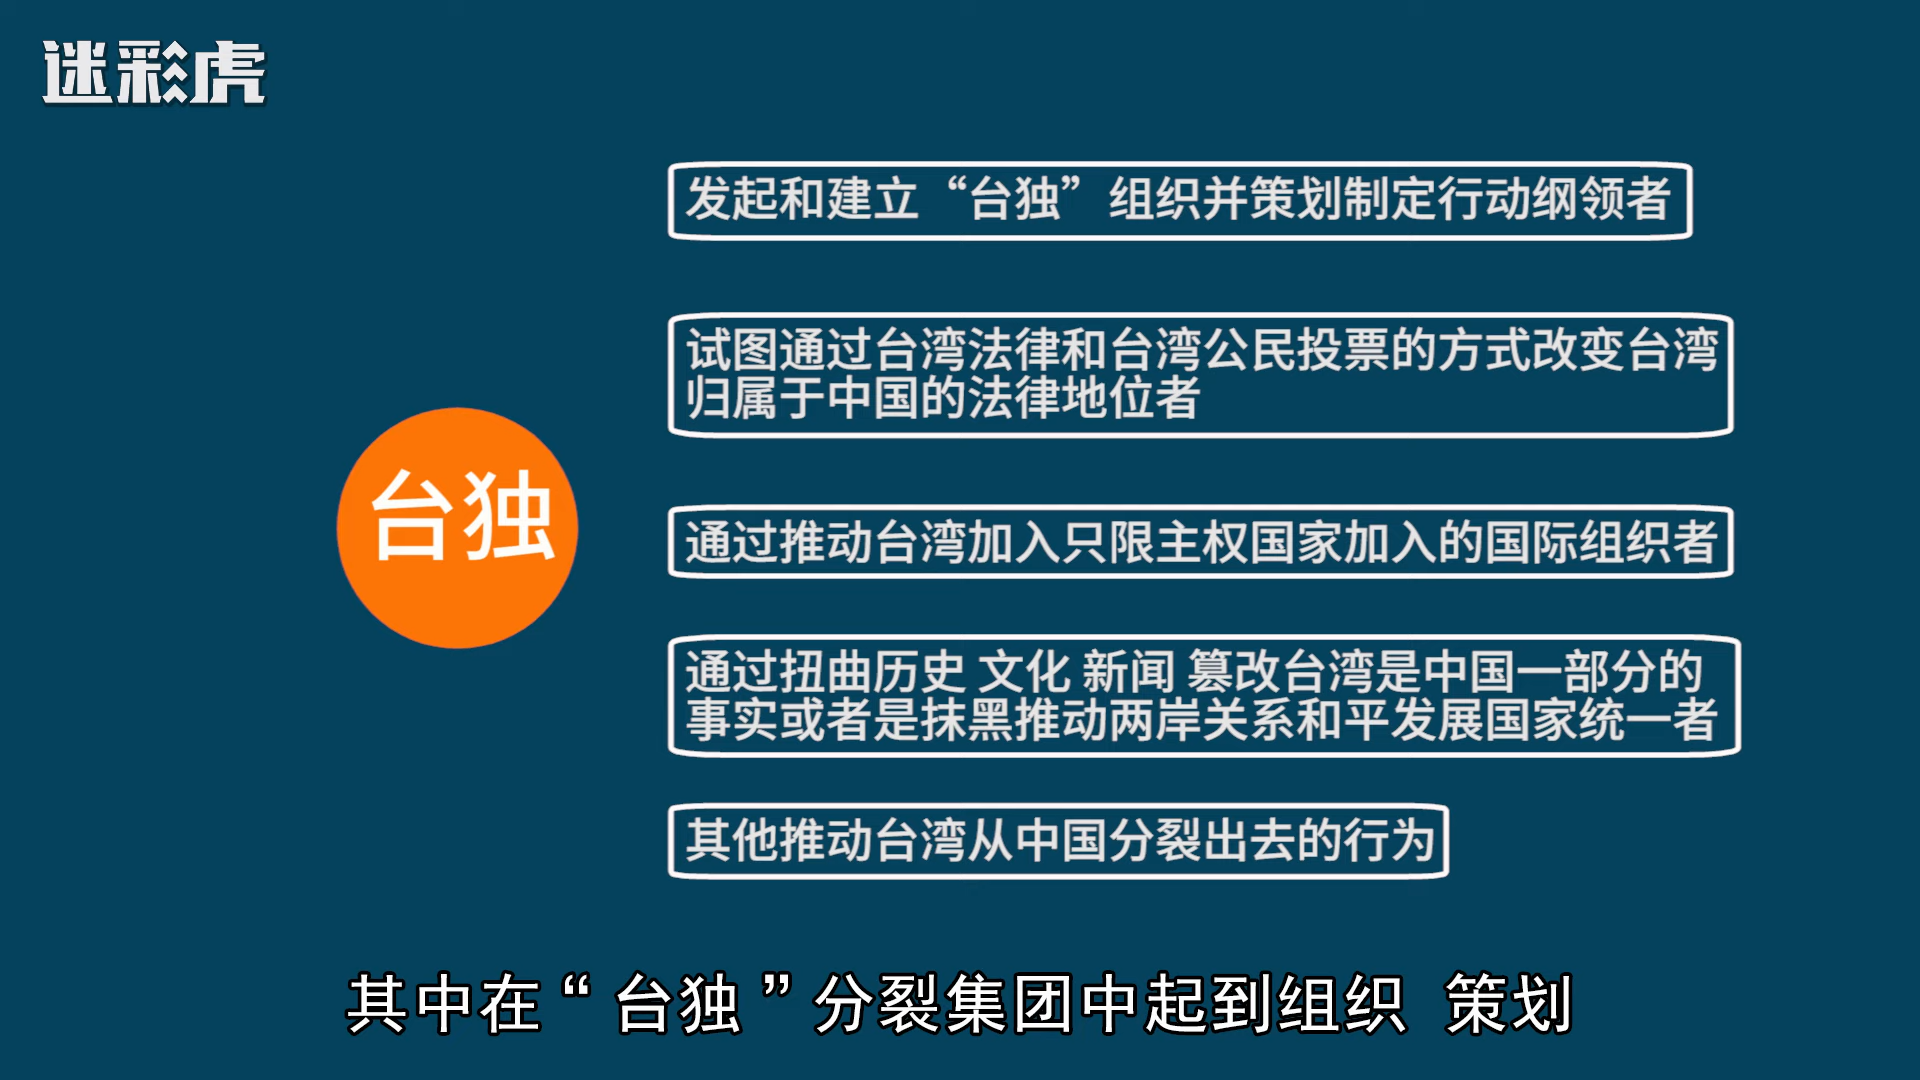 迷彩虎
发起和建立“台独”组织并策划制定行动纲领者
试图通过台湾法律和台湾公民投票的方式改变台湾
归属于中国的法律地位者
台独
通过推动台湾加入只限主权国家加入的国际组织者
通过扭曲历史 文化 新闻 篡改台湾是中国一部分的
事实或者是抹黑推动两岸关系和平发展国家统一者
其他推动台湾从中国分裂出去的行为
其中在“台独”分裂集团中起到组织 策划